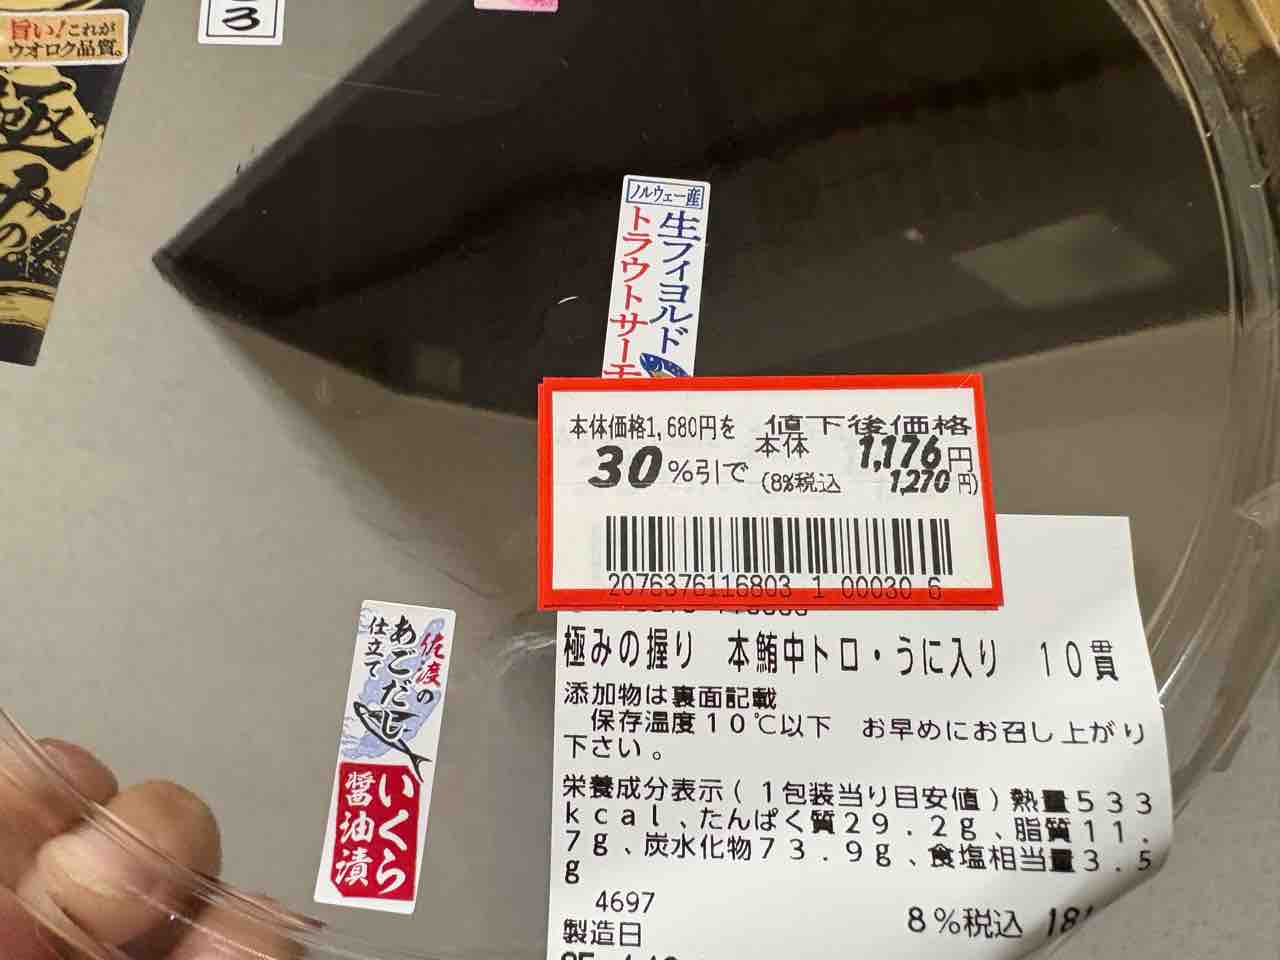 旨い!これが
ウオロク品質。
極みの
ろ
ノルウェー産
生フィヨルド
トラウトサーモ
本体価格1,680円を
30%引で
値下後価格
本体 1,176円
(8%税込 1,270円)
2076376116803 1 00030 6
極みの握り 本鮪中トロ・うに入り 10貫
添加物は裏面記載
保存温度10℃以下 お早めにお召し上がり
下さい。
栄養成分表示(1包装当り目安値)熱量533
kcal、たんぱく質29.2g、脂質11.
7g、炭水化物73.9g、食塩相当量3.5
g
4697
8%税込 181
製造日
佐渡の
あごだし
仕立て
いくら
醤油漬